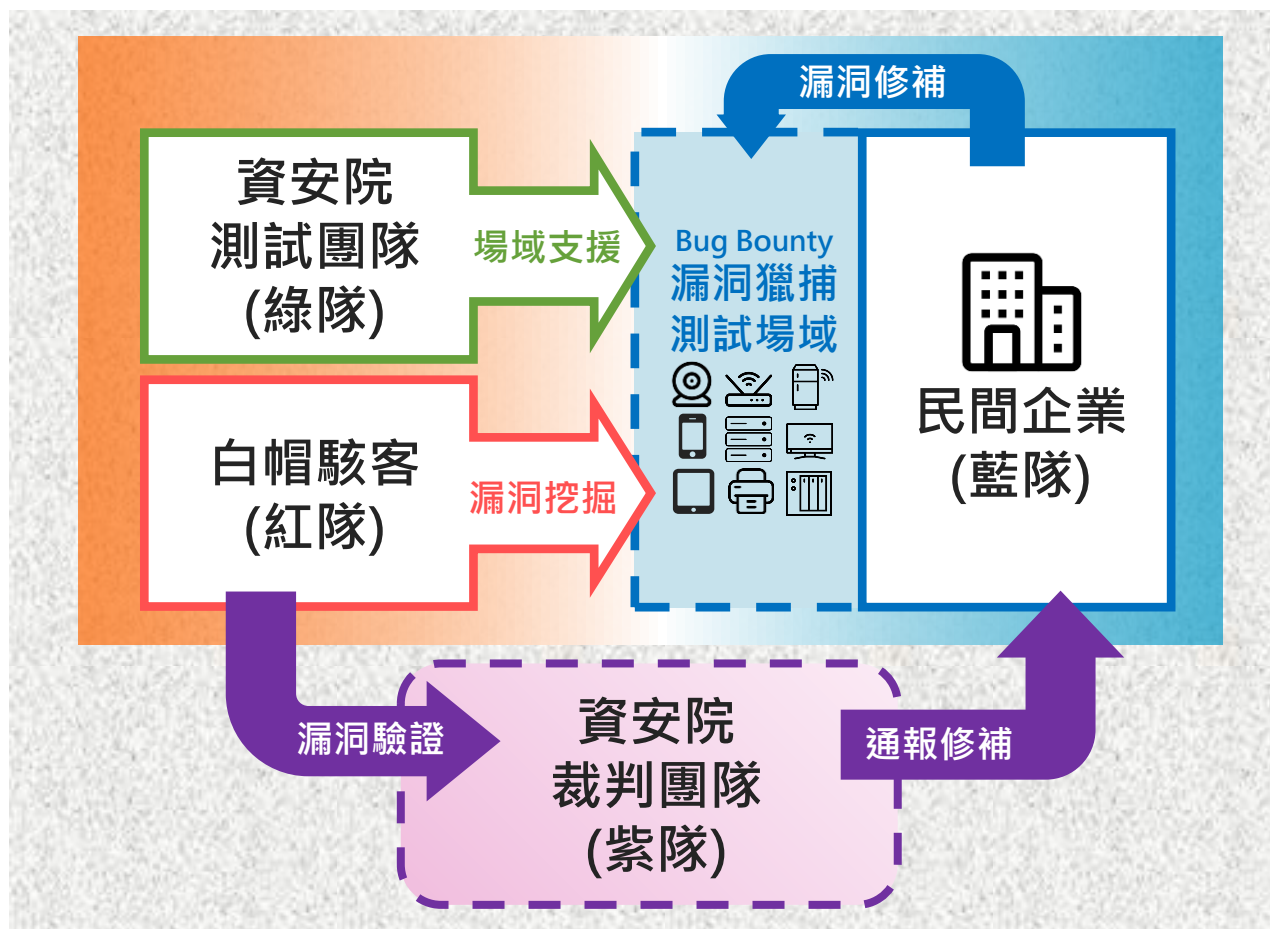 漏洞修補
資安院
測試團隊
(綠隊)
場域支援
Bug Bounty
漏洞獵捕
測試場域
民間企業
(藍隊)
白帽駭客
(紅隊)
漏洞挖掘
漏洞驗證
資安院
裁判團隊
(紫隊)
通報修補